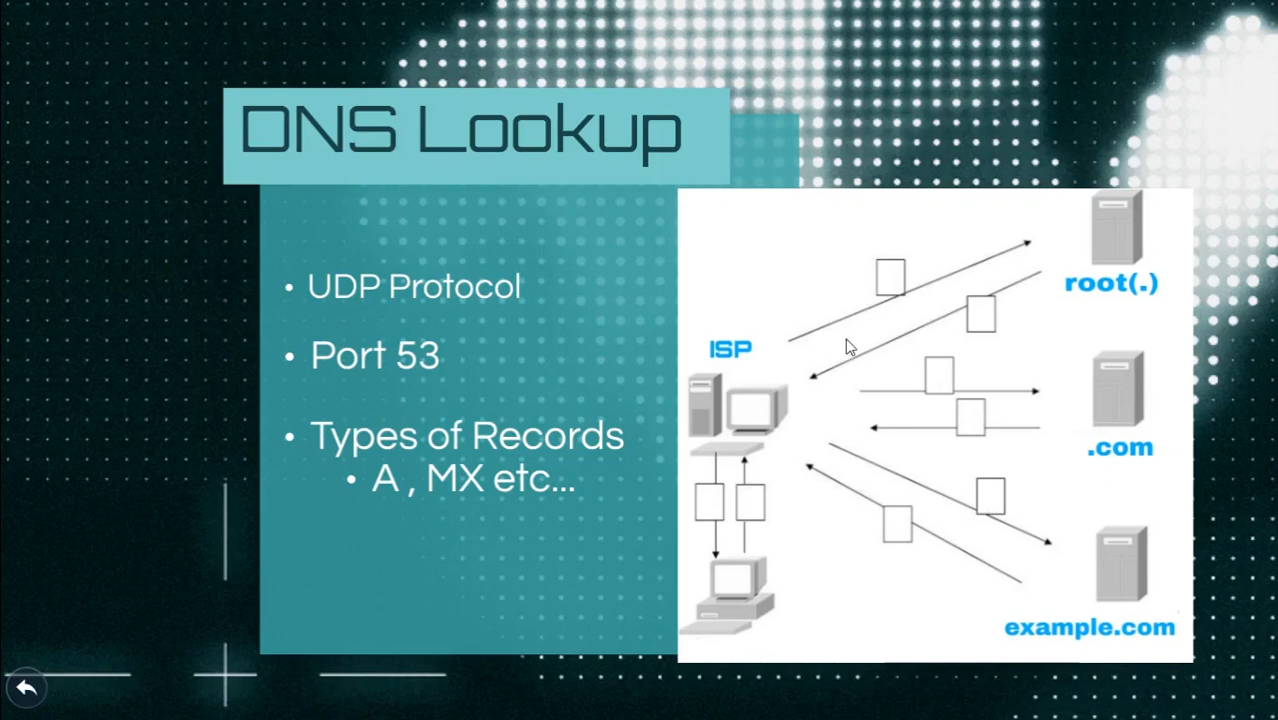 DNS Lookup
• UDP Protocol
• Port 53
• Types of Records
• A , MX etc...
root(.)
ISP
.com
example.com